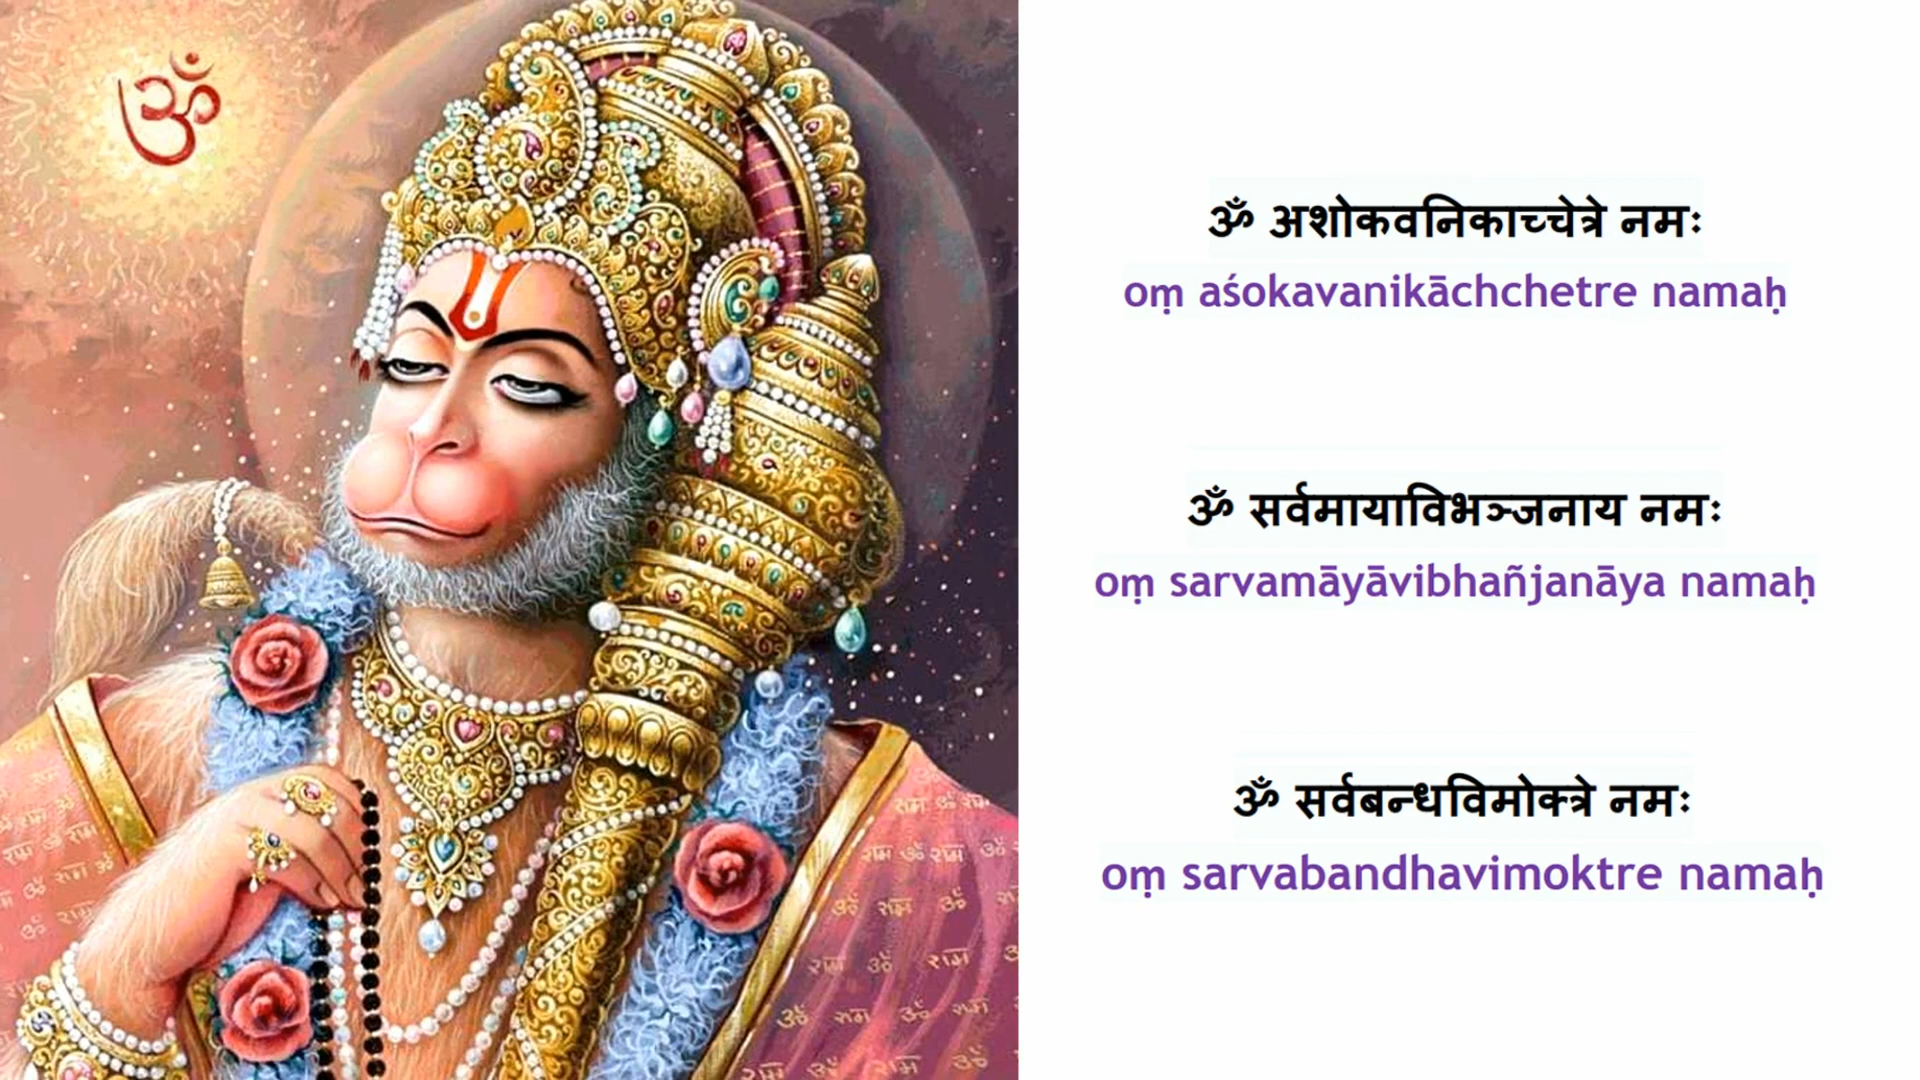 ॐ
ॐ अशोकवनिकाच्चेत्रे नमः
oṃ aśokavanikāchchetre namaḥ
ॐ सर्वमायाविभञ्जनाय नमः
oṃ sarvamāyāvibhañjanāya namaḥ
ॐ सर्वबन्धविमोक्त्रे नमः
oṃ sarvabandhavimoktre namaḥ
राम ॐ राम
राम ॐ राम ॐ
ॐ राम ॐ
राम ॐ राम
ॐ राम ॐ राम
राम ॐ राम